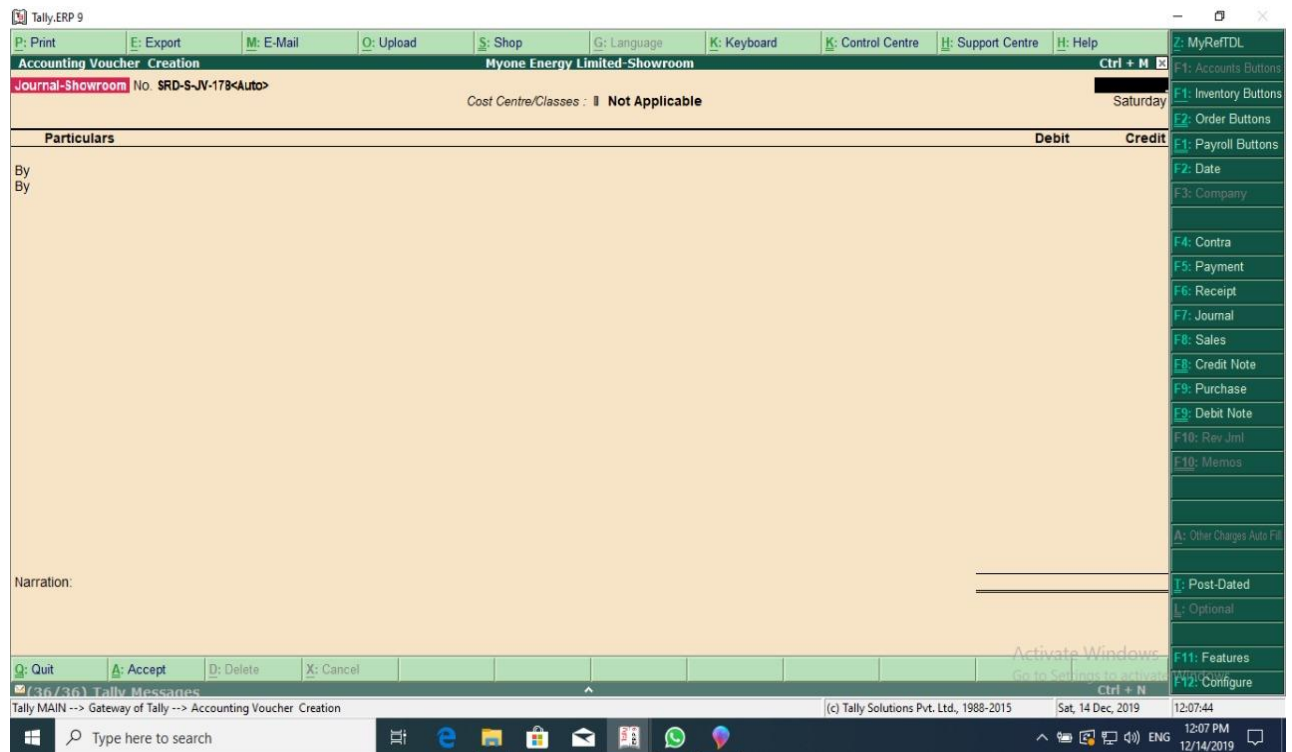 Tally.ERP 9
P: Print E: Export M: E-Mail O: Upload S: Shop G: Language K: Keyboard K: Control Centre H: Support Centre H: Help Z: MyRefTDL
Accounting Voucher Creation Myone Energy Limited-Showroom Ctrl + M
F1: Accounts Buttons
Journal-Showroom No. SRD-S-JV-178<Auto>
F1: Inventory Buttons
Cost Centre/Classes : Not Applicable Saturday
F2: Order Buttons
Particulars Debit Credit
F1: Payroll Buttons
By
F2: Date
By
F3: Company
F4: Contra
F5: Payment
F6: Receipt
F7: Journal
F8: Sales
F8: Credit Note
F9: Purchase
F9: Debit Note
F10: Rev Jrnl
F10: Memos
A: Other Charges Auto Fill
Narration: T: Post-Dated
L: Optional
Activate Windows
Go to Settings to activate Windows.
Q: Quit A: Accept D: Delete X: Cancel F11: Features
F12: Configure
(36/36) Tally Messages Ctrl + N
Tally MAIN --> Gateway of Tally --> Accounting Voucher Creation (c) Tally Solutions Pvt. Ltd., 1988-2015 Sat, 14 Dec, 2019 12:07:44
Type here to search ENG 12:07 PM
12/14/2019